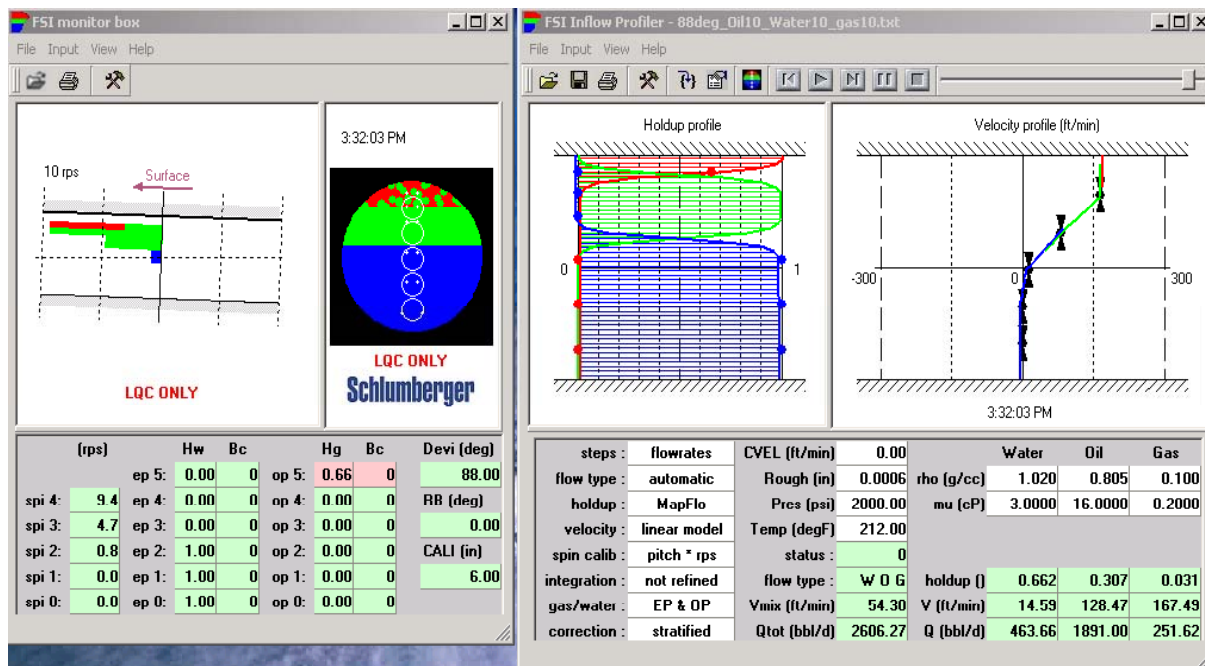 FSI monitor box
File Input View Help
10 rps
Surface
LQC ONLY
3:32:03 PM
LQC ONLY
Schlumberger
(rps) Hw Bc Hg Bc Devi (deg)
ep 5: 0.00 0 op 5: 0.66 0 88.00
spi 4: 9.4 ep 4: 0.00 0 op 4: 0.00 0 RB (deg)
spi 3: 4.7 ep 3: 0.00 0 op 3: 0.00 0 0.00
spi 2: 0.8 ep 2: 1.00 0 op 2: 0.00 0 CALI (in)
spi 1: 0.0 ep 1: 1.00 0 op 1: 0.00 0 6.00
spi 0: 0.0 ep 0: 1.00 0 op 0: 0.00 0
FSI Inflow Profiler - 88deg_Oil10_Water10_gas10.txt
File Input View Help
Holdup profile
0 1
Velocity profile (ft/min)
-300 0 300
3:32:03 PM
steps : flowrates CVEL (ft/min) 0.00 Water Oil Gas
flow type : automatic Rough (in) 0.0006 rho (g/cc) 1.020 0.805 0.100
holdup : MapFlo Pres (psi) 2000.00 mu (cP) 3.0000 16.0000 0.2000
velocity : linear model Temp (degF) 212.00
spin calib : pitch * rps status : 0
integration : not refined flow type : W O G holdup () 0.662 0.307 0.031
gas/water : EP & OP Vmix (ft/min) 54.30 V (ft/min) 14.59 128.47 167.49
correction : stratified Qtot (bbl/d) 2606.27 Q (bbl/d) 463.66 1891.00 251.62